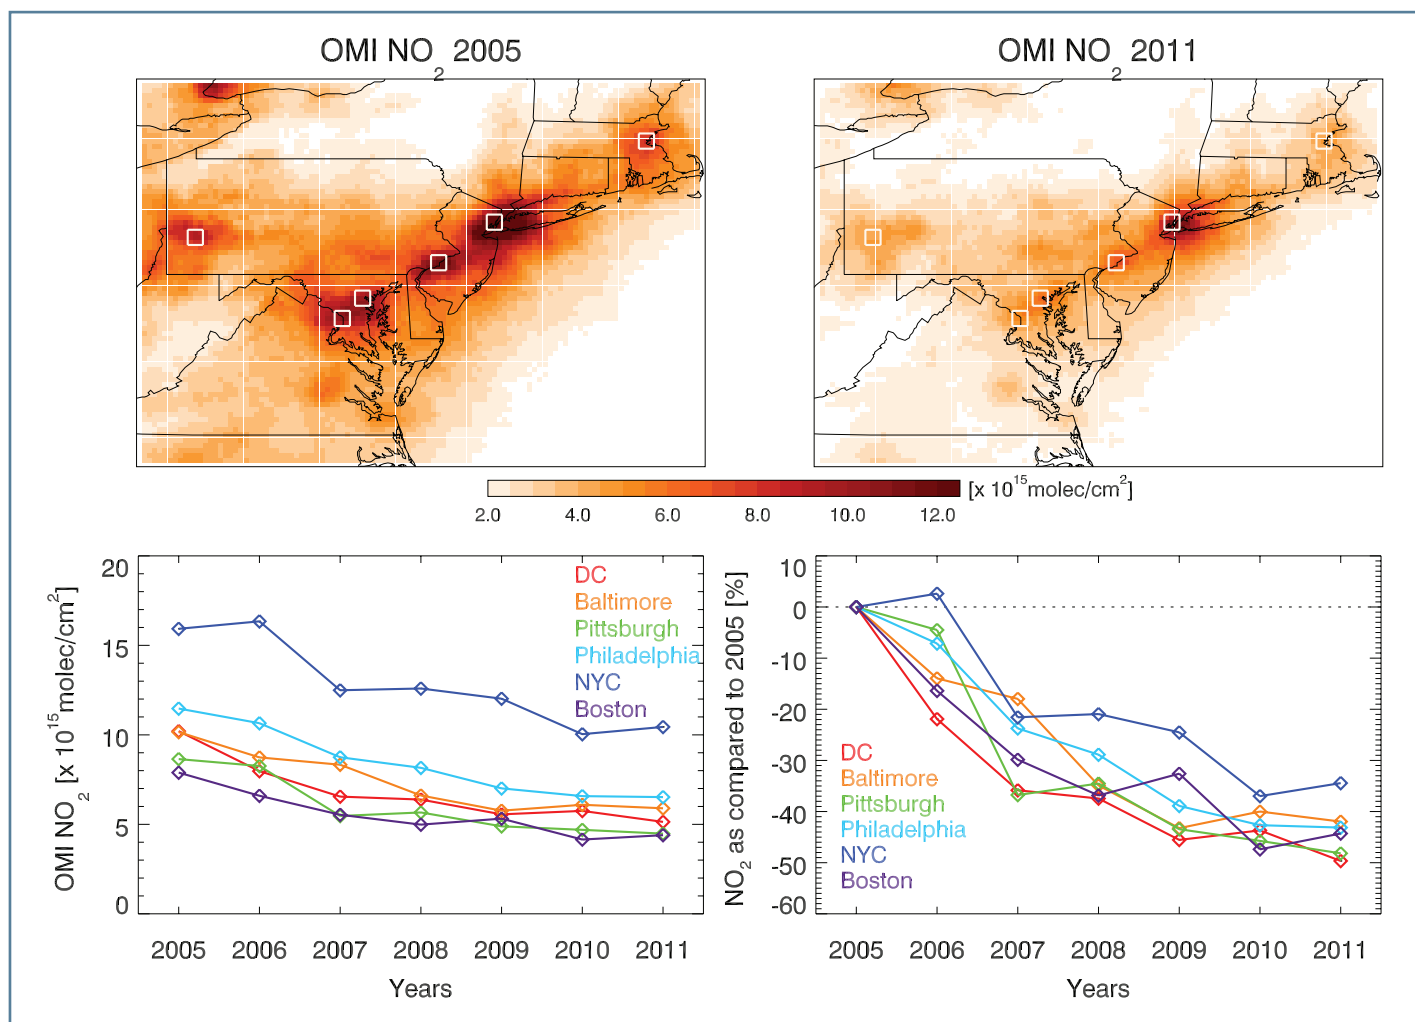 OMI NO2 2005
OMI NO2 2011
[x 10^15 molec/cm^2]
2.0 4.0 6.0 8.0 10.0 12.0
OMI NO2 [x 10^15 molec/cm^2]
20
15
10
5
0
DC
Baltimore
Pittsburgh
Philadelphia
NYC
Boston
2005 2006 2007 2008 2009 2010 2011
Years
NO2 as compared to 2005 [%]
10
0
-10
-20
-30
-40
-50
-60
DC
Baltimore
Pittsburgh
Philadelphia
NYC
Boston
2005 2006 2007 2008 2009 2010 2011
Years